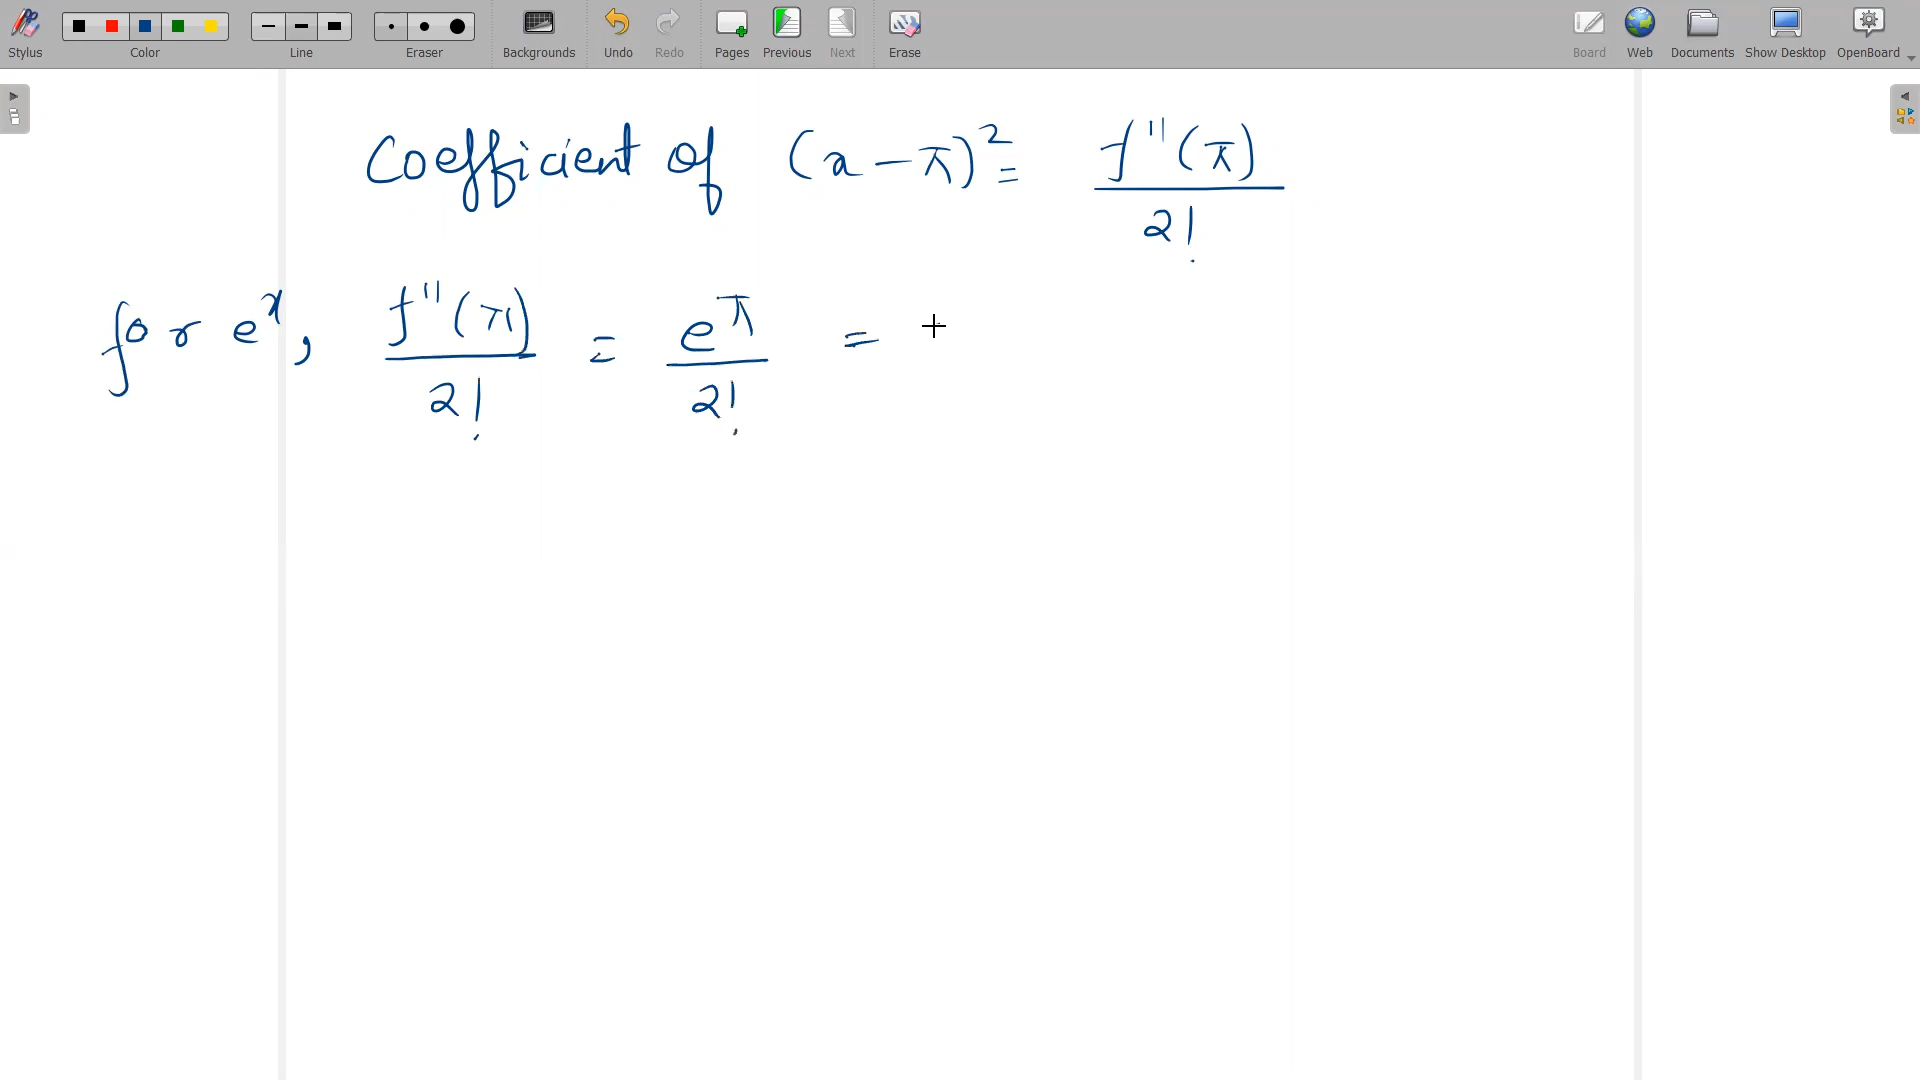 Stylus Color Line Eraser Backgrounds Undo Redo Pages Previous Next Erase Board Web Documents Show Desktop OpenBoard
Coefficient of (x-π)² = f''(π)/2!
for eˣ, f''(π)/2! = e^π/2! =